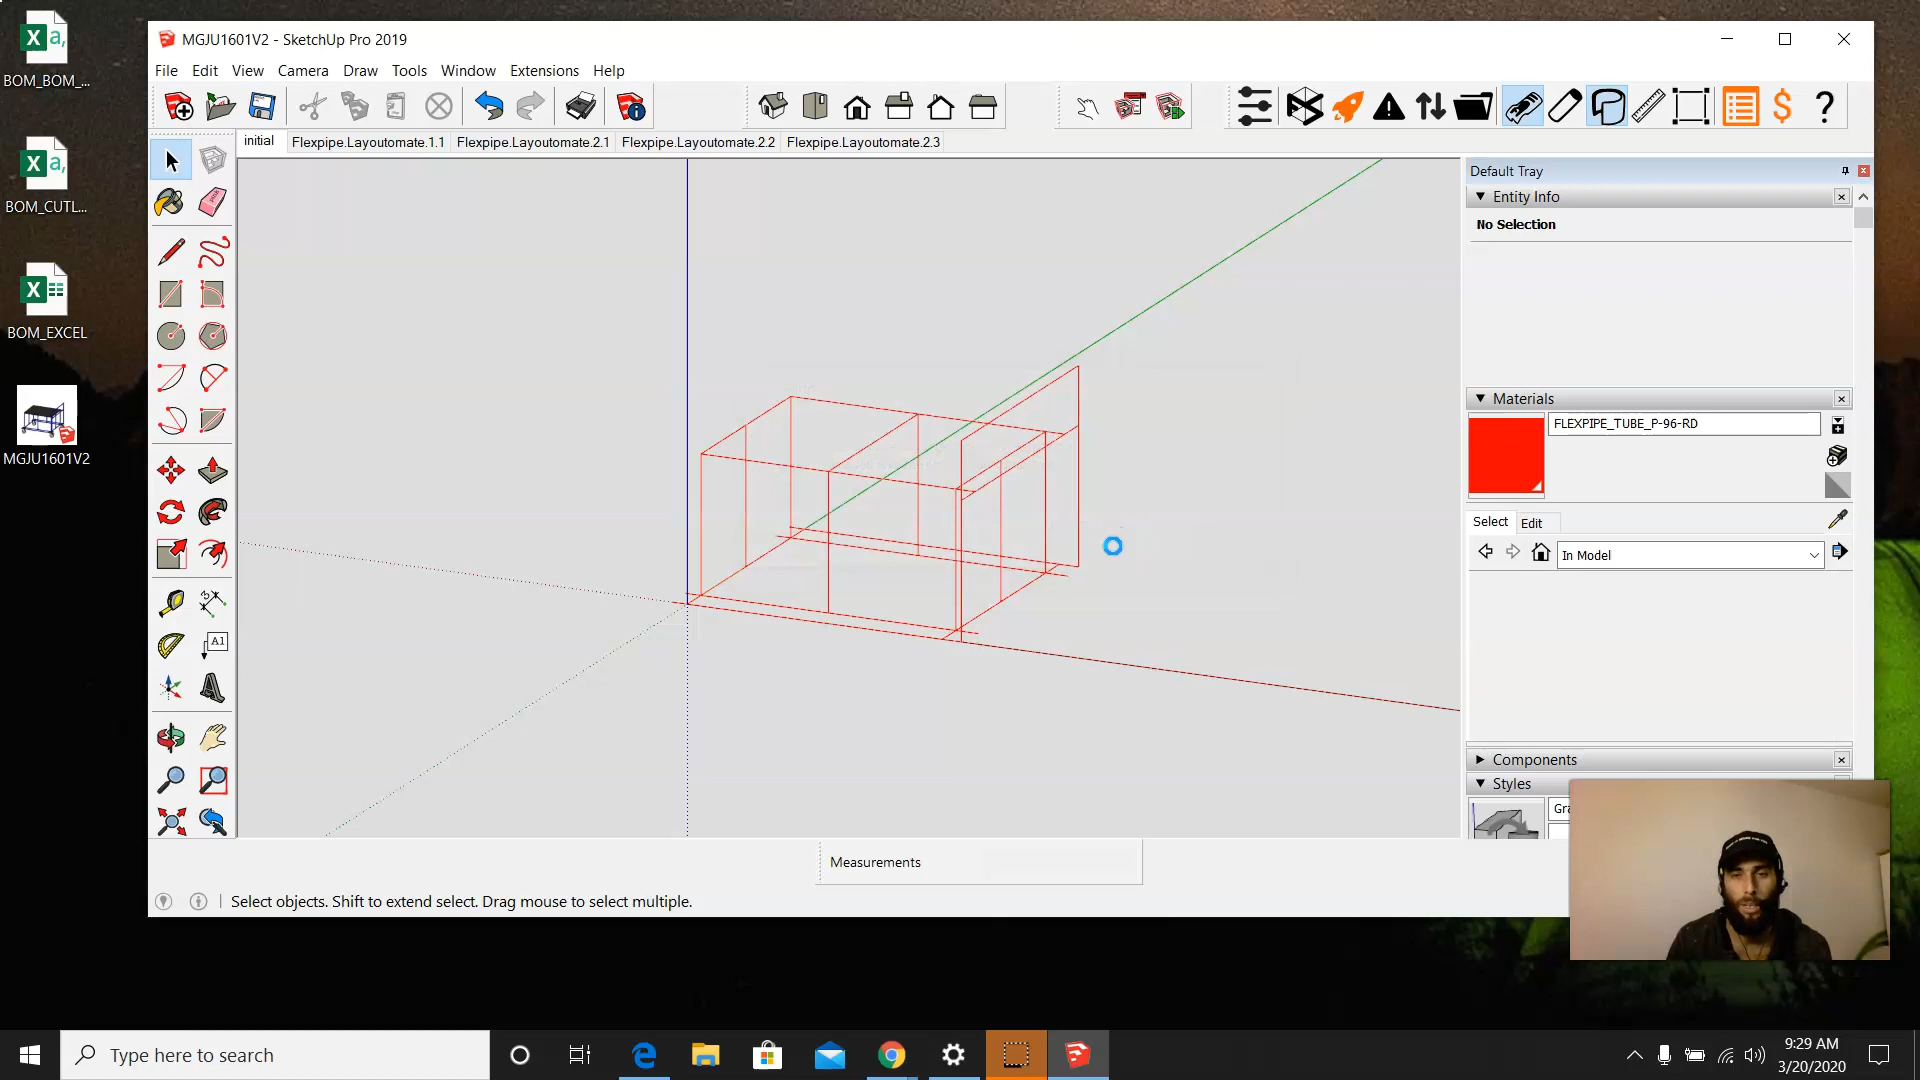 BOM_BOM_...
BOM_CUTL...
BOM_EXCEL
MGJU1601V2
MGJU1601V2 - SketchUp Pro 2019
File Edit View Camera Draw Tools Window Extensions Help
initial Flexpipe.Layoutomate.1.1 Flexpipe.Layoutomate.2.1 Flexpipe.Layoutomate.2.2 Flexpipe.Layoutomate.2.3
A1
Default Tray
Entity Info
No Selection
Materials
FLEXPIPE_TUBE_P-96-RD
Select Edit
In Model
Components
Styles
Gra
Measurements
Select objects. Shift to extend select. Drag mouse to select multiple.
Type here to search
9:29 AM
3/20/2020